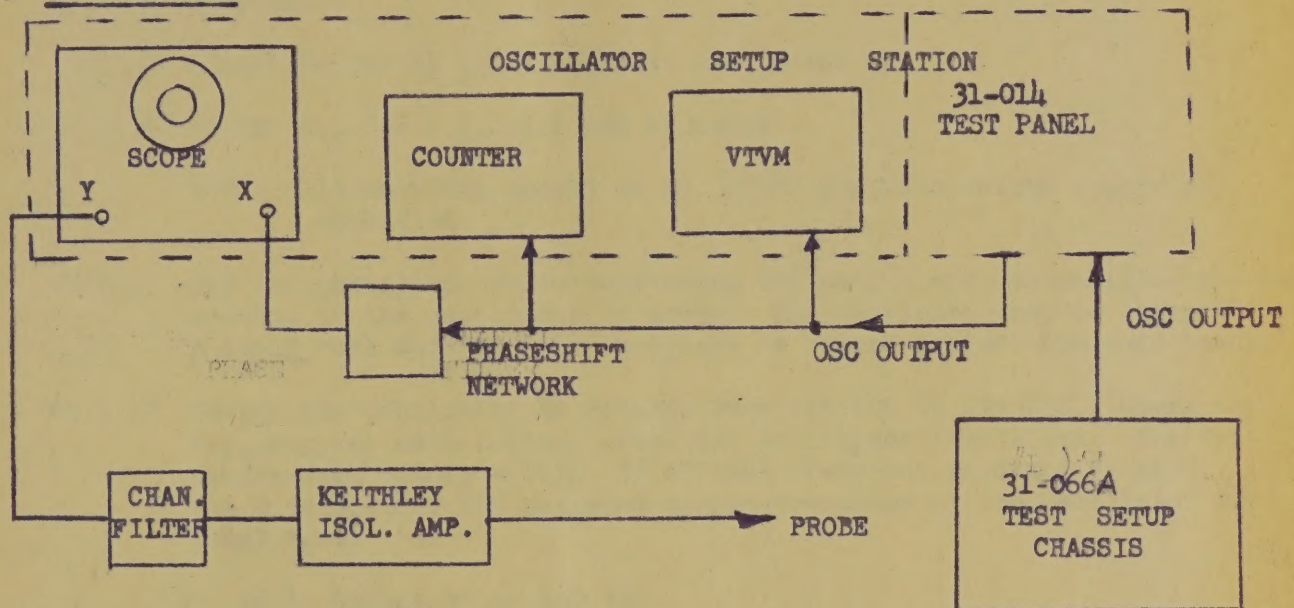 OSCILLATOR SETUP STATION
31-014
TEST PANEL
SCOPE
Y
X
COUNTER
VTVM
OSC OUTPUT
PHASESHIFT
NETWORK
OSC OUTPUT
PHASE
31-066A
TEST SETUP
CHASSIS
CHAN.
FILTER
KEITHLEY
ISOL. AMP.
PROBE